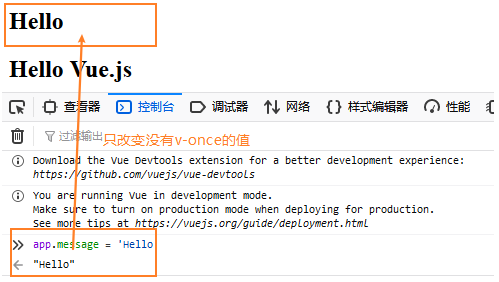 Hello
Hello Vue.js
查看器 控制台 调试器 网络 样式编辑器 性能
过滤输出 只改变没有v-once的值
Download the Vue Devtools extension for a better development experience:
https://github.com/vuejs/vue-devtools
You are running Vue in development mode.
Make sure to turn on production mode when deploying for production.
See more tips at https://vuejs.org/guide/deployment.html
app.message = 'Hello
"Hello"